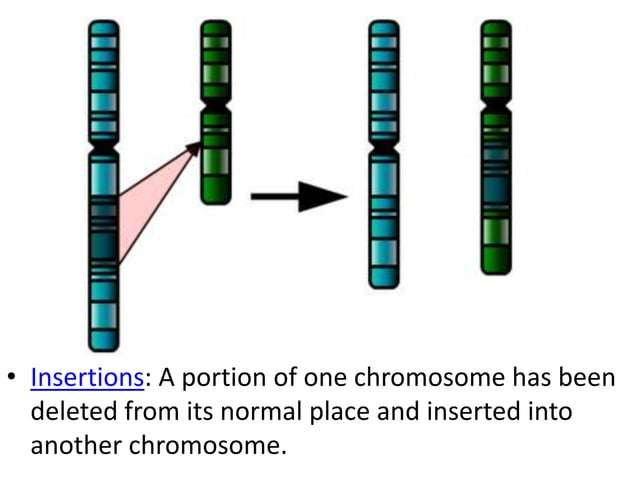 • Insertions: A portion of one chromosome has been
deleted from its normal place and inserted into
another chromosome.